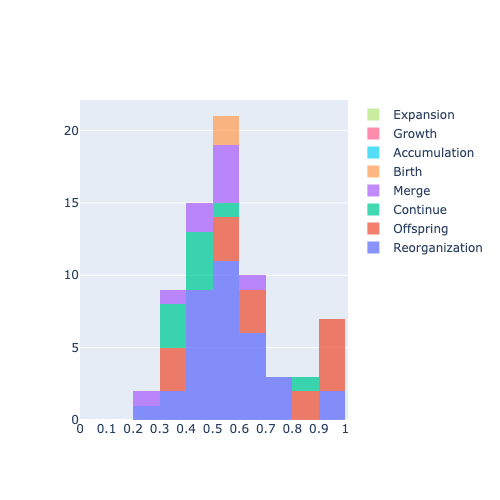 20
15
10
5
0
0 0.1 0.2 0.3 0.4 0.5 0.6 0.7 0.8 0.9 1
Expansion
Growth
Accumulation
Birth
Merge
Continue
Offspring
Reorganization